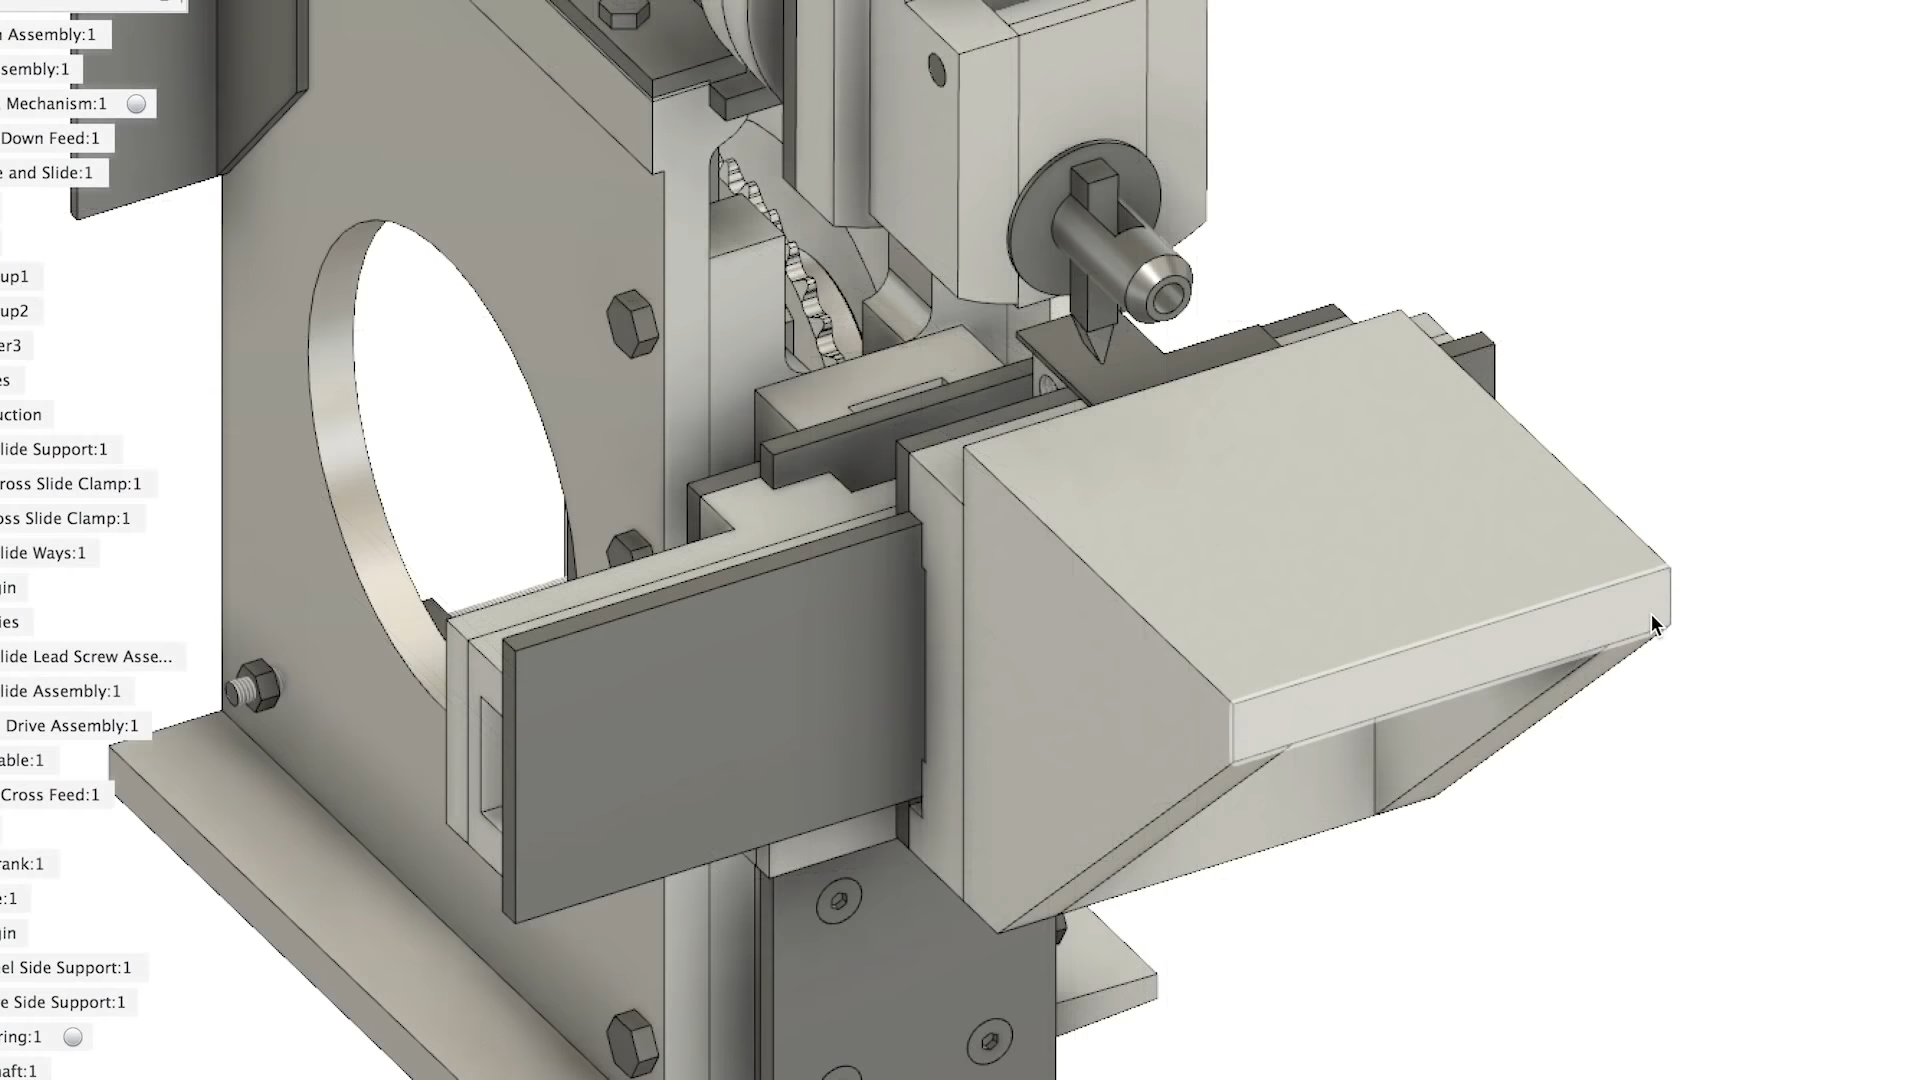 Assembly:1
sembly:1
Mechanism:1
Down Feed:1
e and Slide:1
up1
up2
er3
es
uction
lide Support:1
ross Slide Clamp:1
oss Slide Clamp:1
lide Ways:1
gin
ies
lide Lead Screw Asse...
lide Assembly:1
Drive Assembly:1
able:1
Cross Feed:1
rank:1
e:1
gin
el Side Support:1
e Side Support:1
ring:1
haft:1